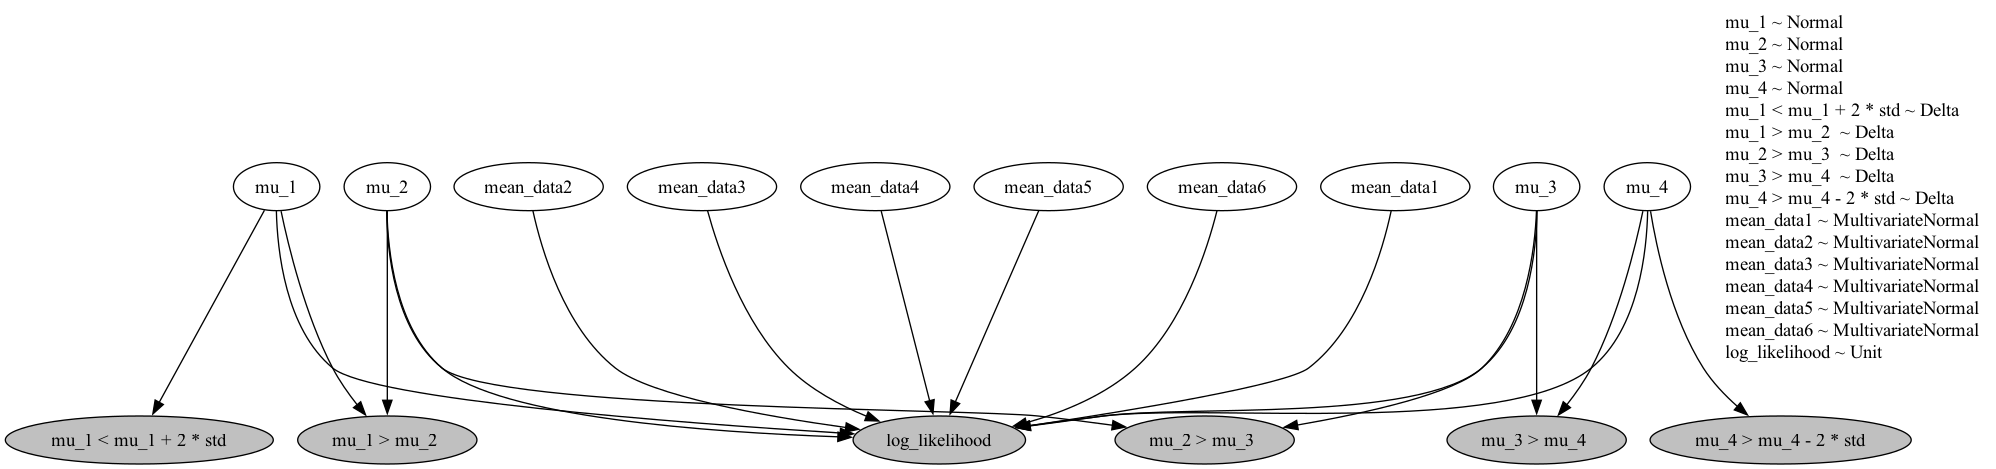 mu_1 ~ Normal
mu_2 ~ Normal
mu_3 ~ Normal
mu_4 ~ Normal
mu_1 < mu_1 + 2 * std ~ Delta
mu_1 > mu_2  ~ Delta
mu_2 > mu_3  ~ Delta
mu_3 > mu_4  ~ Delta
mu_4 > mu_4 - 2 * std ~ Delta
mean_data1 ~ MultivariateNormal
mean_data2 ~ MultivariateNormal
mean_data3 ~ MultivariateNormal
mean_data4 ~ MultivariateNormal
mean_data5 ~ MultivariateNormal
mean_data6 ~ MultivariateNormal
log_likelihood ~ Unit
mu_1
mu_2
mean_data2
mean_data3
mean_data4
mean_data5
mean_data6
mean_data1
mu_3
mu_4
mu_1 < mu_1 + 2 * std
mu_1 > mu_2
log_likelihood
mu_2 > mu_3
mu_3 > mu_4
mu_4 > mu_4 - 2 * std